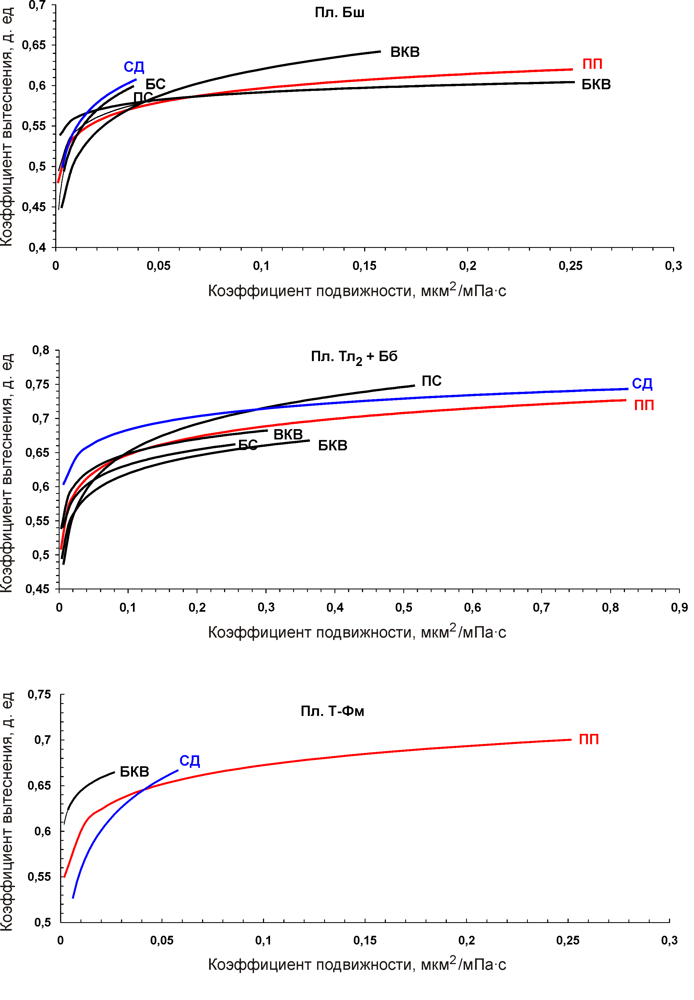 Пл. Бш
Коэффициент вытеснения, д. ед
0,7
0,65
0,6
0,55
0,5
0,45
0,4
СД
БС
ПС
ВКВ
ПП
БКВ
0
0,05
0,1
0,15
0,2
0,25
0,3
Коэффициент подвижности, мкм²/мПа·с
Пл. Тл₂ + Бб
Коэффициент вытеснения, д. ед
0,8
0,75
0,7
0,65
0,6
0,55
0,5
0,45
ПС
СД
ПП
ВКВ
БС
БКВ
0
0,1
0,2
0,3
0,4
0,5
0,6
0,7
0,8
0,9
Коэффициент подвижности, мкм²/мПа·с
Пл. Т-Фм
Коэффициент вытеснения, д. ед
0,75
0,7
0,65
0,6
0,55
0,5
БКВ
СД
ПП
0
0,05
0,1
0,15
0,2
0,25
0,3
Коэффициент подвижности, мкм²/мПа·с